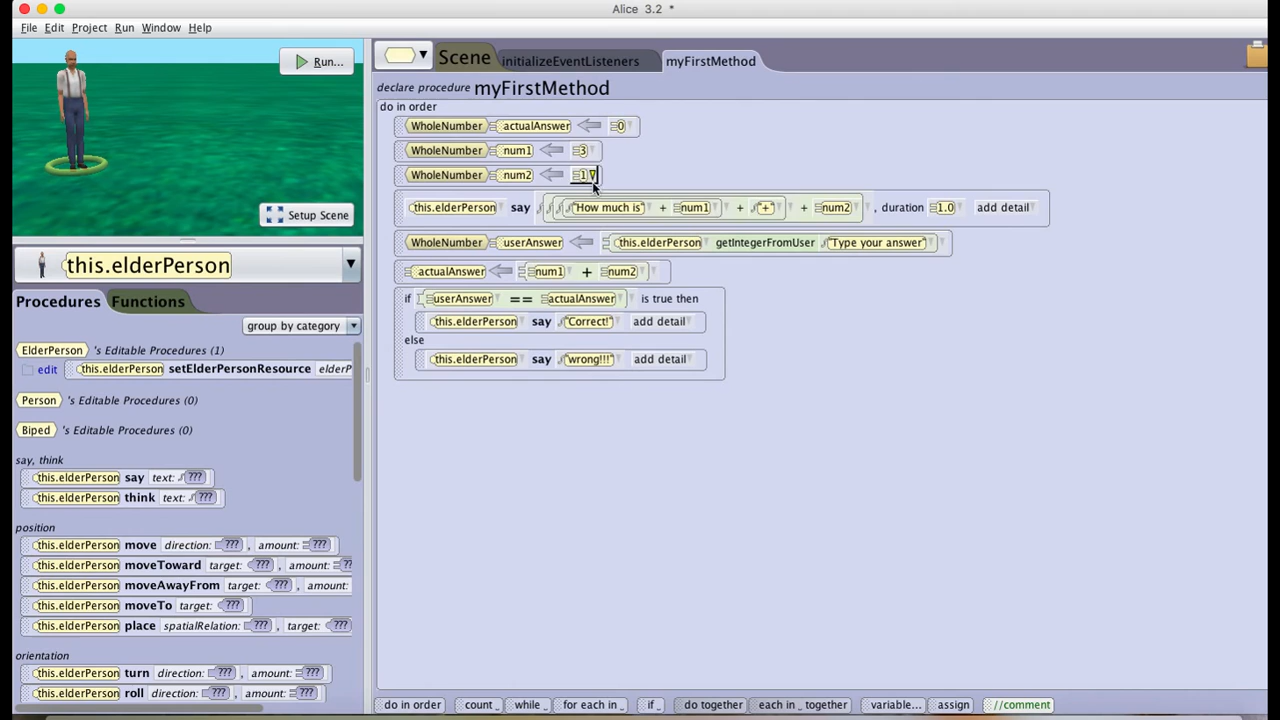 Alice 3.2 *
File Edit Project Run Window Help
Run...
Setup Scene
this.elderPerson
Procedures Functions
group by category
ElderPerson 's Editable Procedures (1)
edit this.elderPerson setElderPersonResource elderP
Person 's Editable Procedures (0)
Biped 's Editable Procedures (0)
say, think
this.elderPerson say text: ???
this.elderPerson think text: ???
position
this.elderPerson move direction: ??? , amount: ???
this.elderPerson moveToward target: ??? , amount: ??
this.elderPerson moveAwayFrom target: ??? , amount:
this.elderPerson moveTo target: ???
this.elderPerson place spatialRelation: ??? , target: ???
orientation
this.elderPerson turn direction: ??? , amount: ???
this.elderPerson roll direction: ??? , amount: ???
Scene initializeEventListeners myFirstMethod
declare procedure myFirstMethod
do in order
WholeNumber actualAnswer 0
WholeNumber num1 3
WholeNumber num2 1
this.elderPerson say "How much is" + num1 + "+" + num2 , duration 1.0 add detail
WholeNumber userAnswer this.elderPerson getIntegerFromUser "Type your answer"
actualAnswer num1 + num2
if userAnswer == actualAnswer is true then
this.elderPerson say "Correct!" add detail
else
this.elderPerson say "wrong!!!" add detail
do in order count _ while _ for each in _ if _ do together each in _ together variable... assign //comment